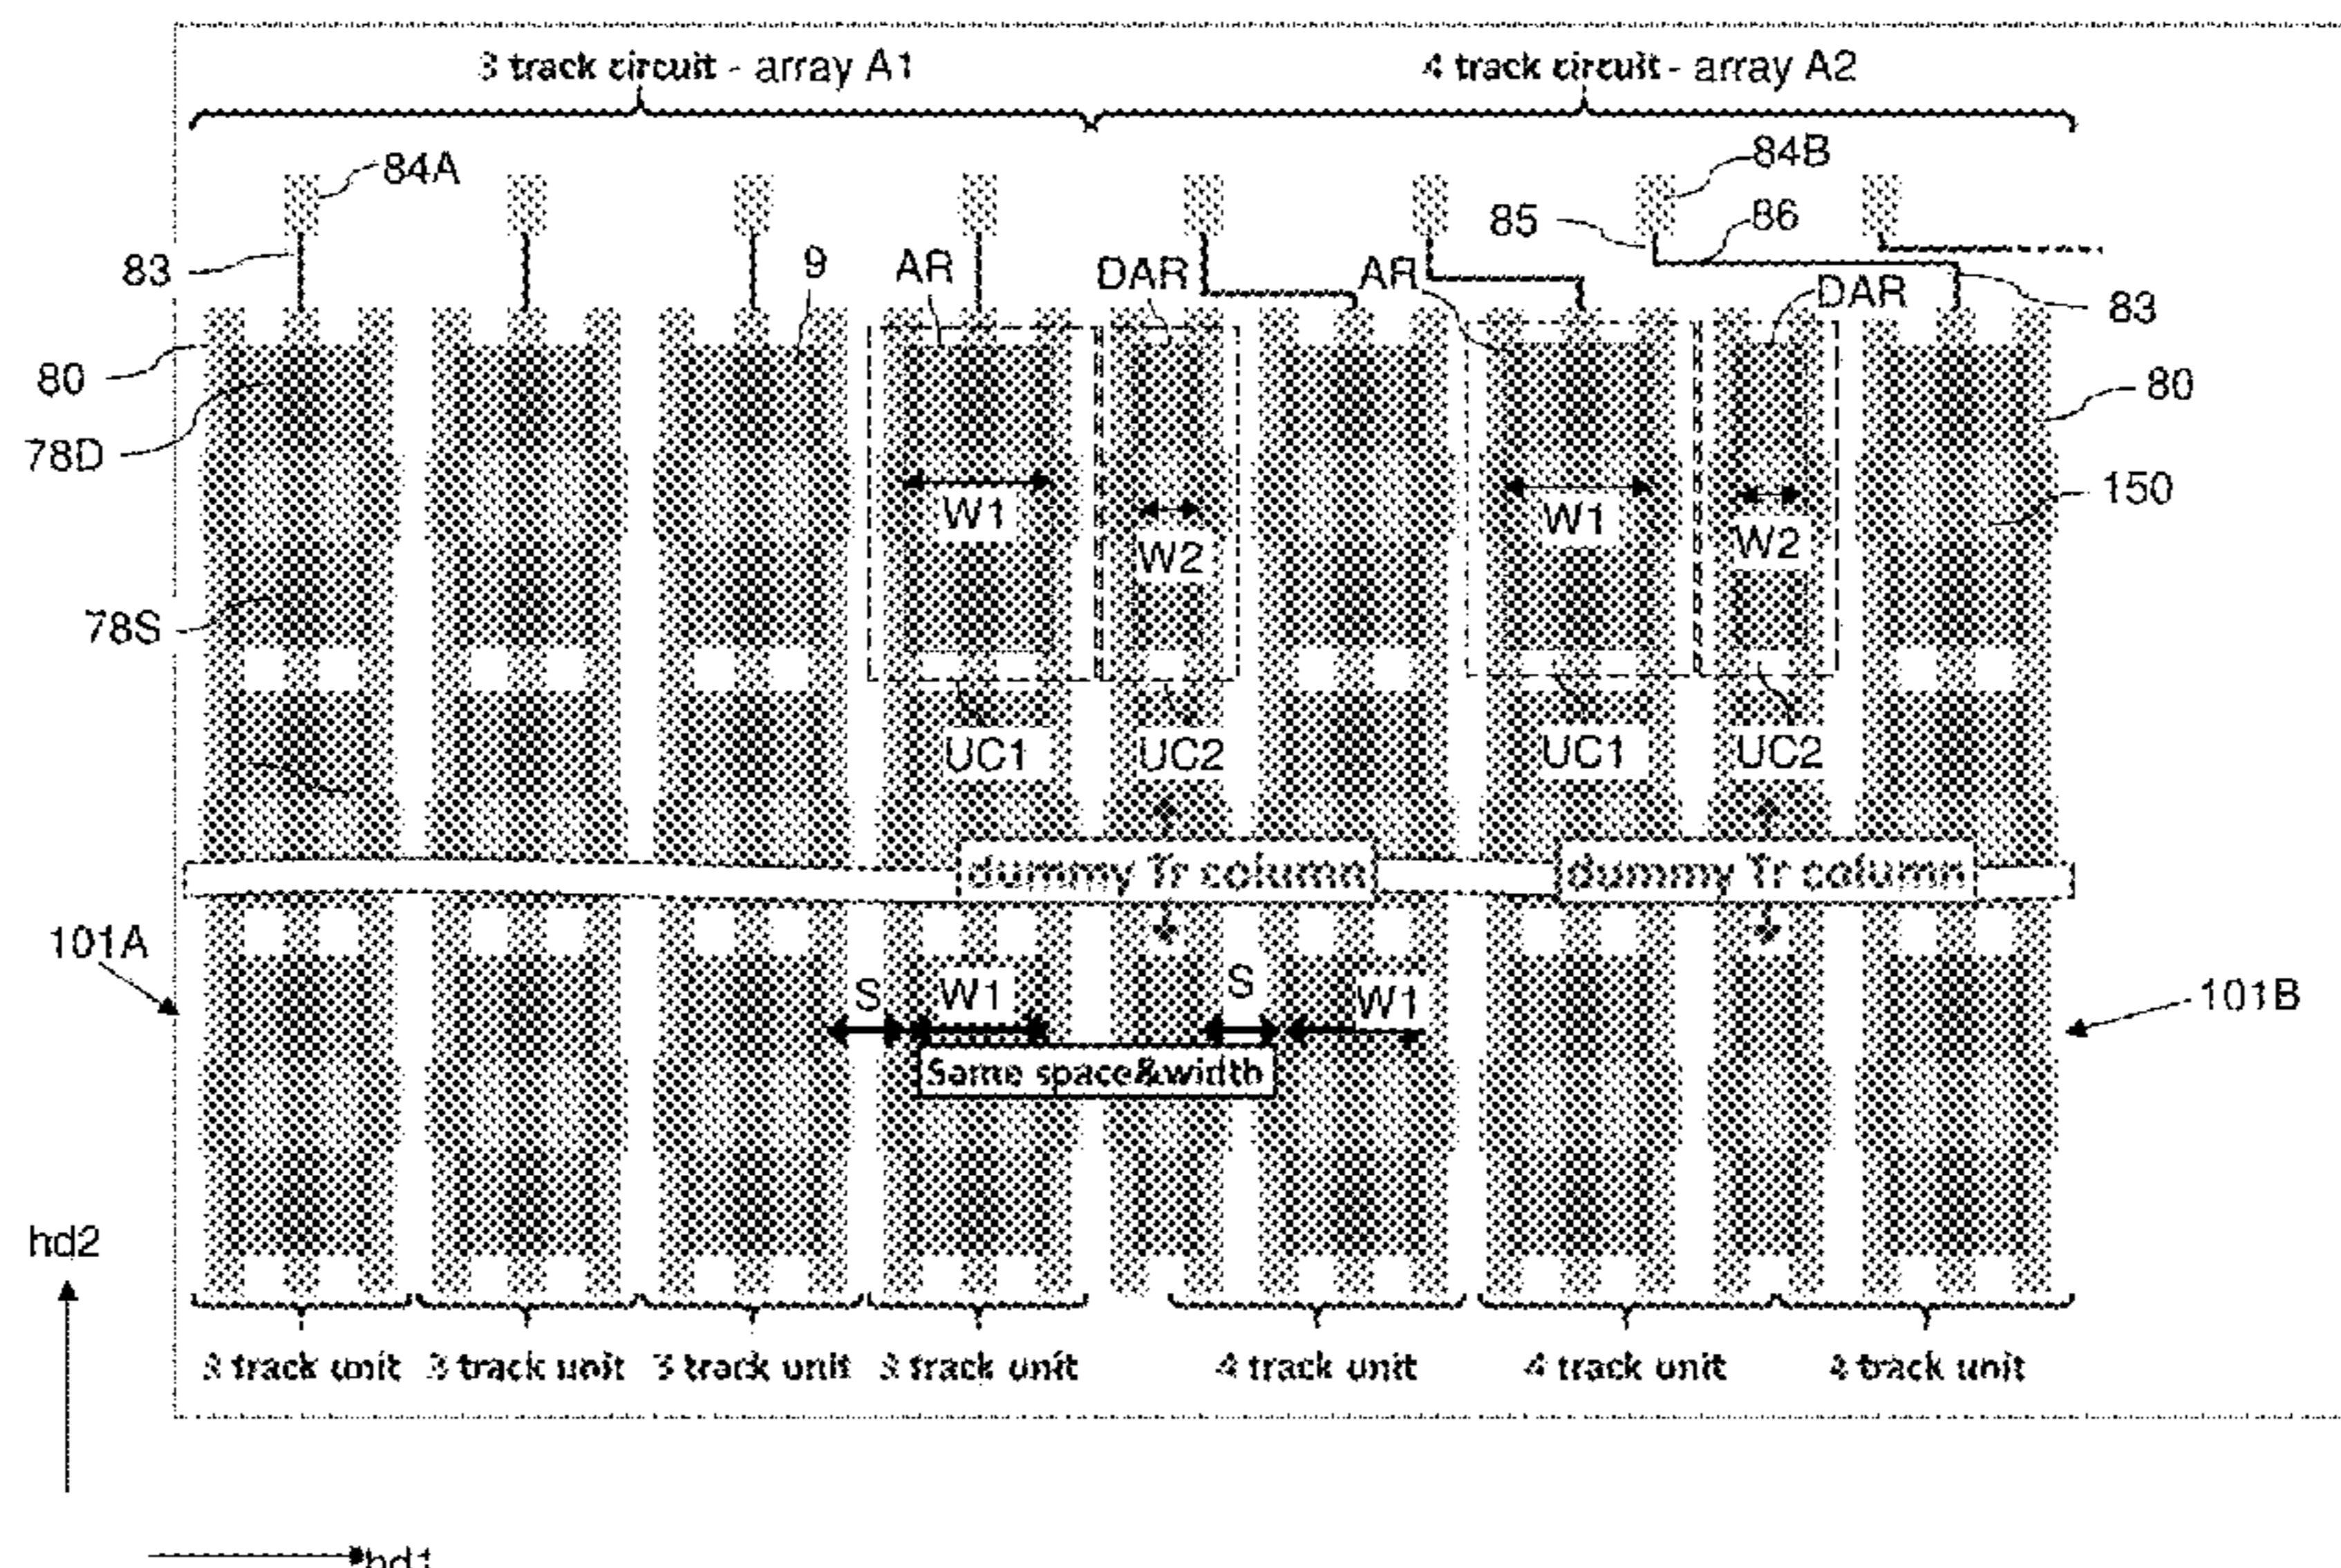 3 track circuit - array A1
4 track circuit - array A2
84A
84B
85
86
83
9
AR
DAR
AR
DAR
83
80
80
78D
150
W1
W2
W1
W2
78S
UC1
UC2
UC1
UC2
dummy Tr column
dummy Tr column
101A
S
W1
S
W1
101B
Same space&width
hd2
3 track unit
3 track unit
3 track unit
3 track unit
4 track unit
4 track unit
4 track unit
hd1